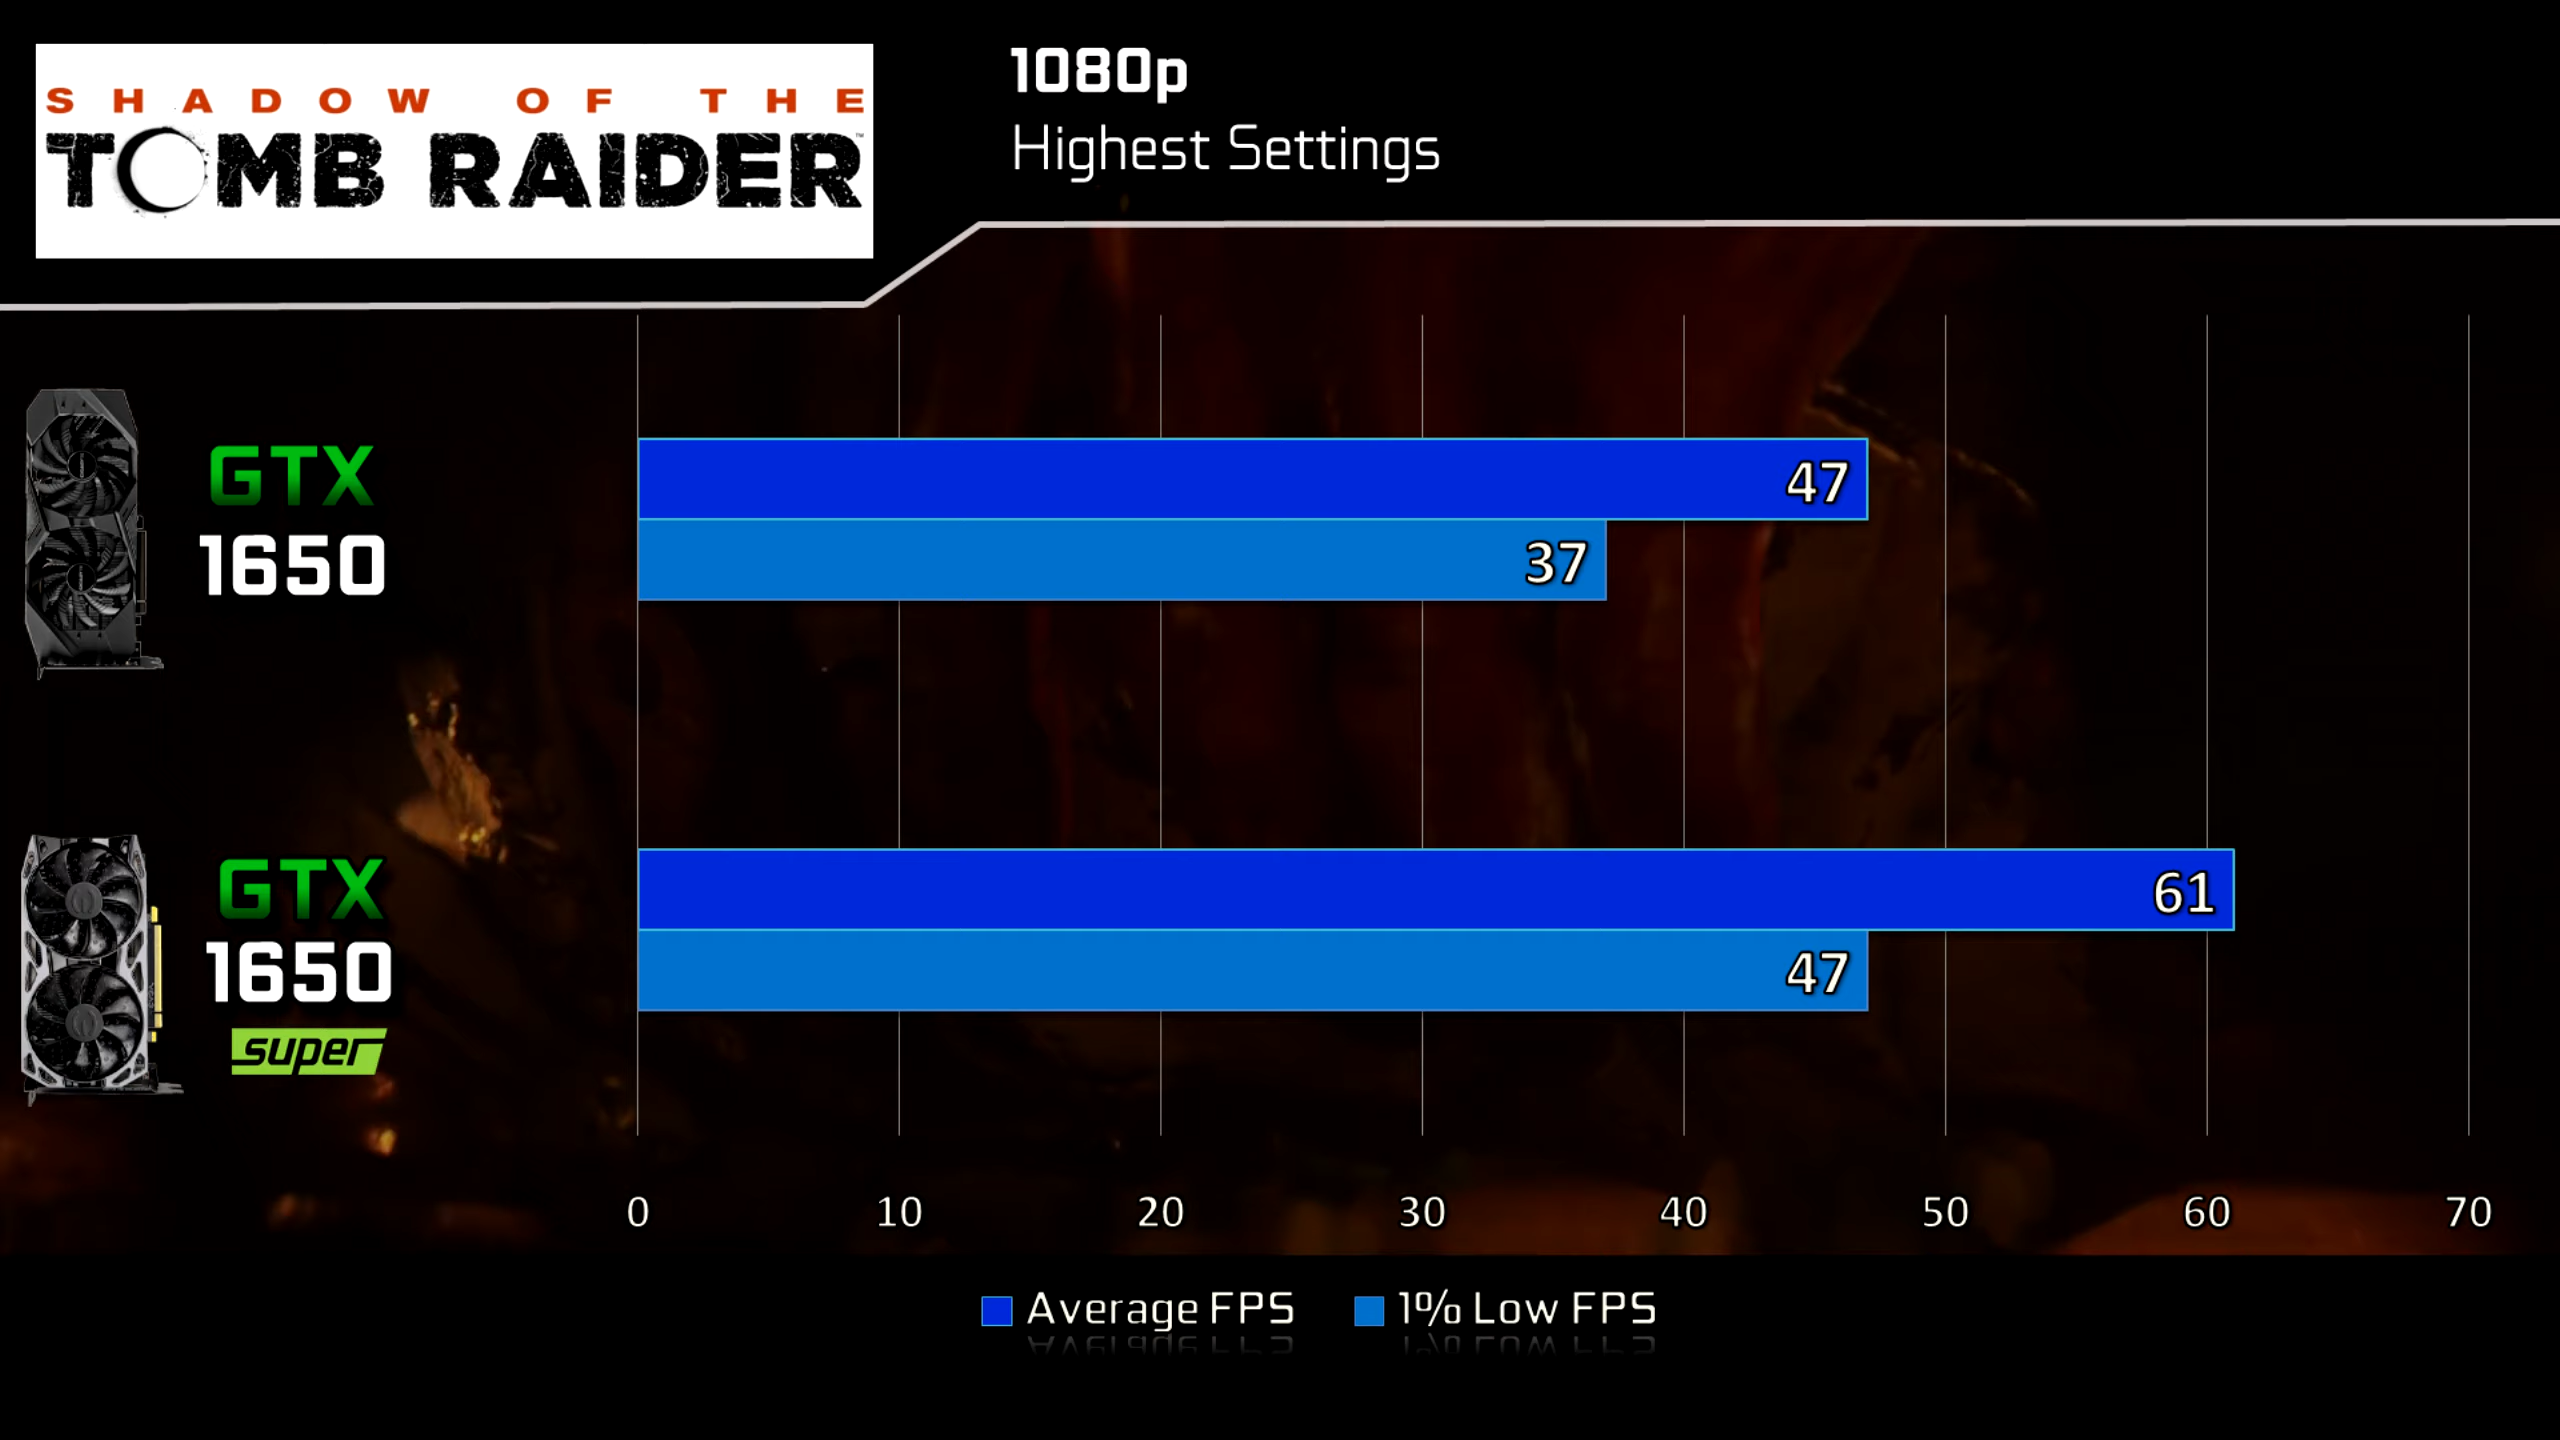 SHADOW OF THE
TOMB RAIDER™
1080p
Highest Settings
GTX
1650
47
37
GTX
1650
super
61
47
0 10 20 30 40 50 60 70
Average FPS 1% Low FPS